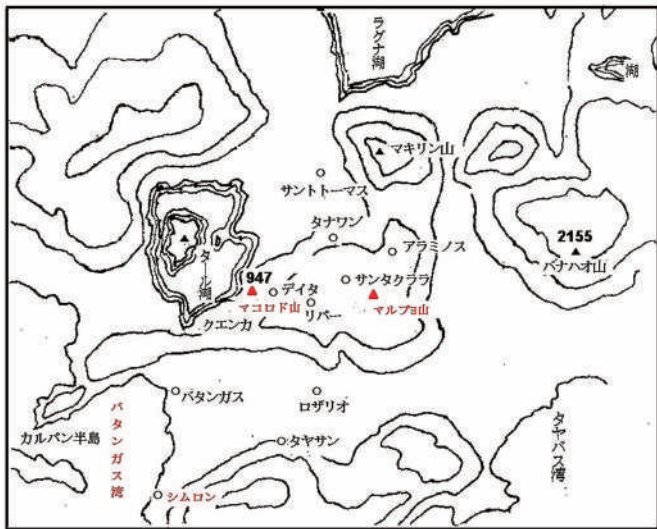 ラグナ湖
湖
マキリン山
サントトーマス
2155
タナワン
アラミノス
バナハオ山
タール湖
947
デイタ
サンタクララ
マコロド山
リパー
マルプヨ山
クエンカ
バタンガス
ロザリオ
カルパン半島
バタンガス湾
タヤサン
タヤバス湾
シムロン